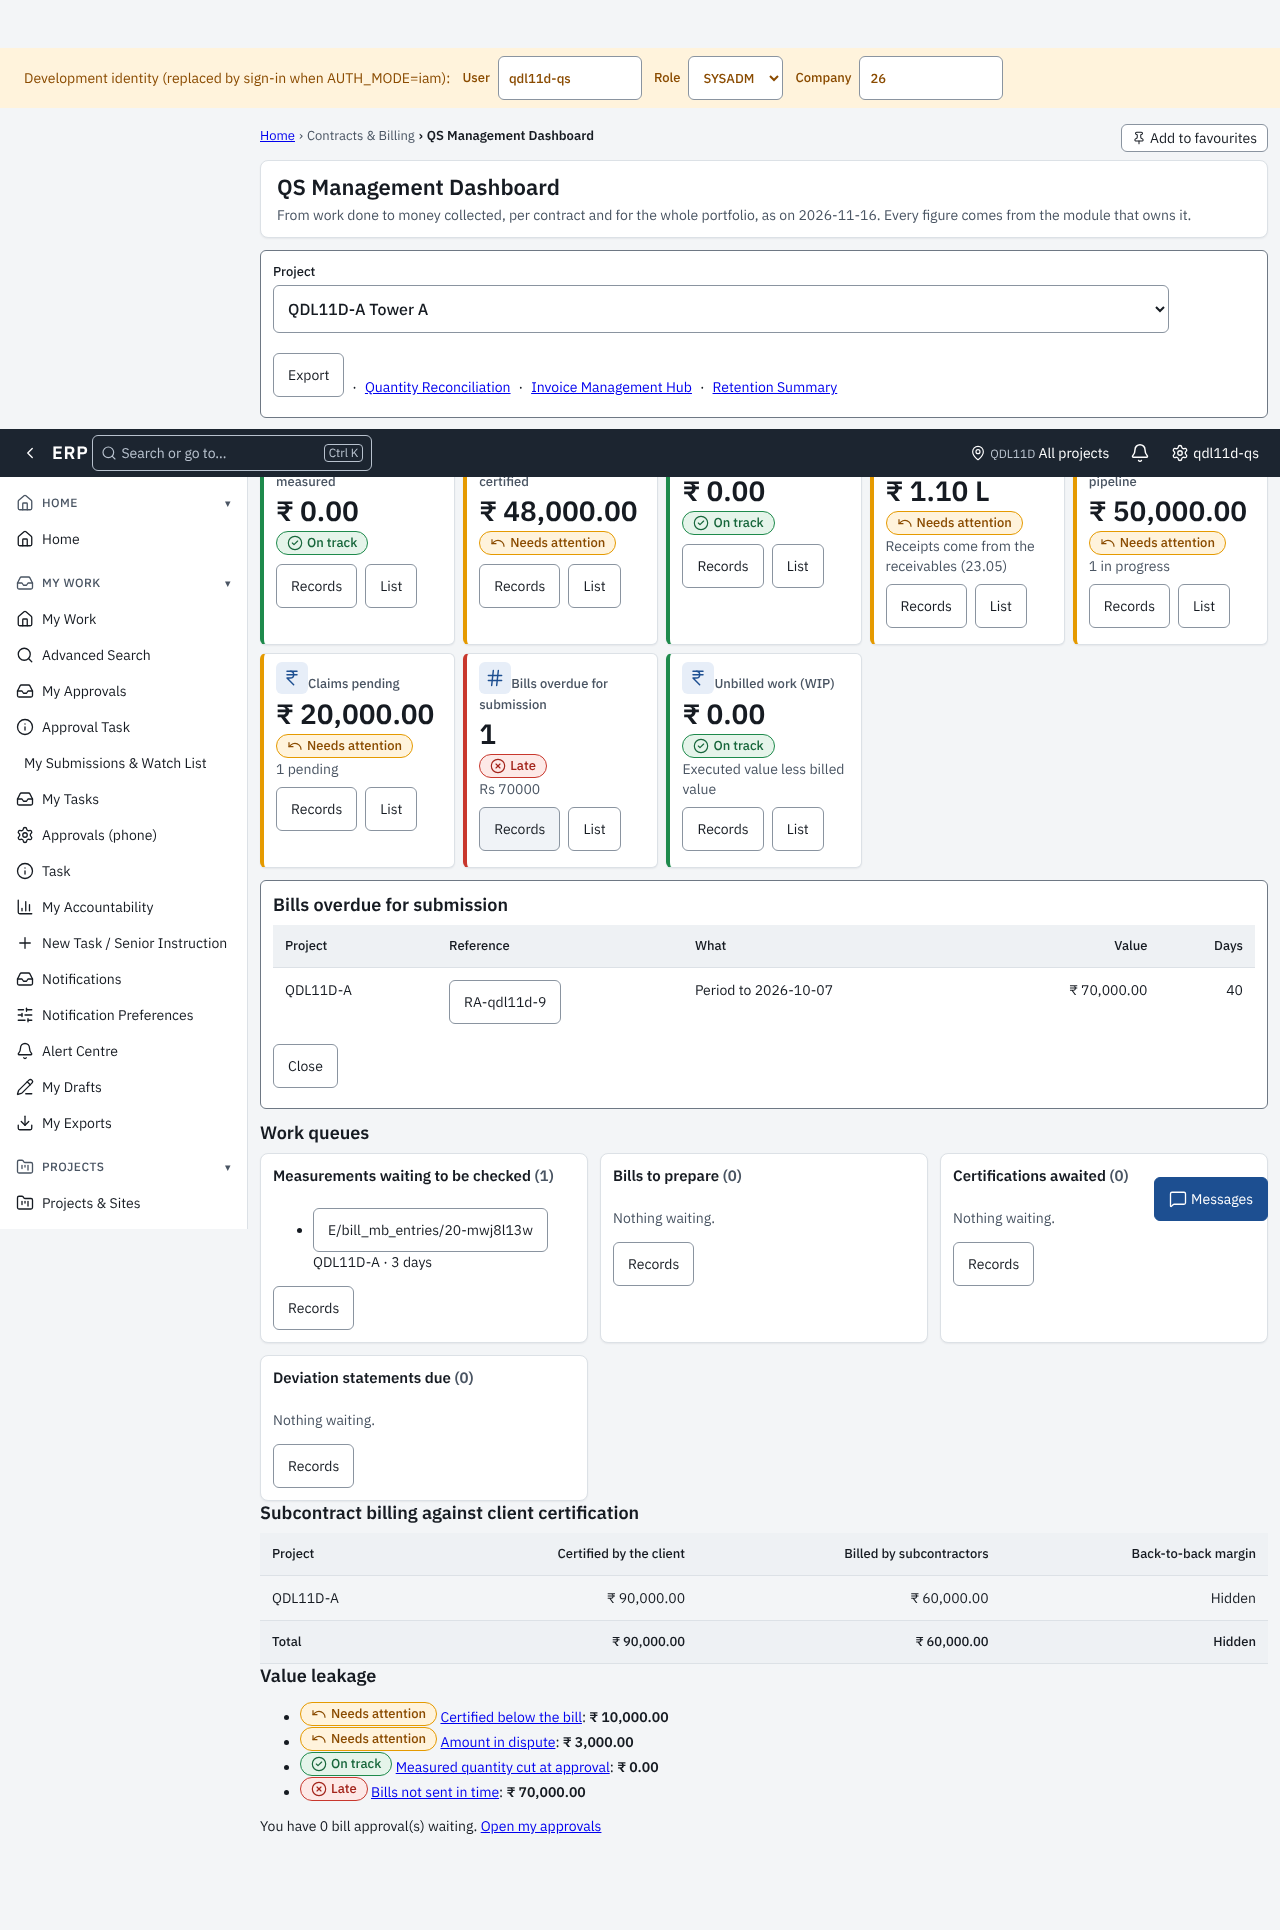 Development identity (replaced by sign-in when AUTH_MODE=iam): User qdl11d-qs Role SYSADM Company 26
Home › Contracts & Billing › QS Management Dashboard
Add to favourites
QS Management Dashboard
From work done to money collected, per contract and for the whole portfolio, as on 2026-11-16. Every figure comes from the module that owns it.
Project
QDL11D-A Tower A
Export · Quantity Reconciliation · Invoice Management Hub · Retention Summary
ERP Search or go to... Ctrl K QDL11D All projects qdl11d-qs
HOME
Home
MY WORK
My Work
Advanced Search
My Approvals
Approval Task
My Submissions & Watch List
My Tasks
Approvals (phone)
Task
My Accountability
New Task / Senior Instruction
Notifications
Notification Preferences
Alert Centre
My Drafts
My Exports
PROJECTS
Projects & Sites
measured
₹ 0.00
On track
Records List
certified
₹ 48,000.00
Needs attention
Records List
₹ 0.00
On track
Records List
₹ 1.10 L
Needs attention
Receipts come from the
receivables (23.05)
Records List
pipeline
₹ 50,000.00
Needs attention
1 in progress
Records List
₹ Claims pending
₹ 20,000.00
Needs attention
1 pending
Records List
# Bills overdue for
submission
1
Late
Rs 70000
Records List
₹ Unbilled work (WIP)
₹ 0.00
On track
Executed value less billed
value
Records List
Bills overdue for submission
Project Reference What Value Days
QDL11D-A RA-qdl11d-9 Period to 2026-10-07 ₹ 70,000.00 40
Close
Work queues
Measurements waiting to be checked (1)
E/bill_mb_entries/20-mwj8l13w
QDL11D-A · 3 days
Records
Bills to prepare (0)
Nothing waiting.
Records
Certifications awaited (0)
Nothing waiting.
Records
Messages
Deviation statements due (0)
Nothing waiting.
Records
Subcontract billing against client certification
Project Certified by the client Billed by subcontractors Back-to-back margin
QDL11D-A ₹ 90,000.00 ₹ 60,000.00 Hidden
Total ₹ 90,000.00 ₹ 60,000.00 Hidden
Value leakage
Needs attention Certified below the bill: ₹ 10,000.00
Needs attention Amount in dispute: ₹ 3,000.00
On track Measured quantity cut at approval: ₹ 0.00
Late Bills not sent in time: ₹ 70,000.00
You have 0 bill approval(s) waiting. Open my approvals